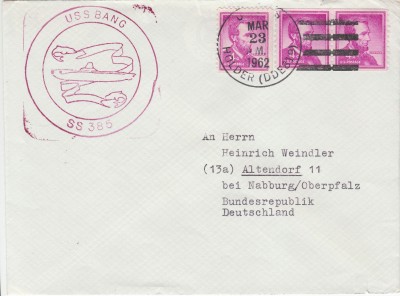 USS BANG
SS 385
MAR
23
M.
1962
HOLDER (DDE
An Herrn
Heinrich Weindler
(13a) Altendorf 11
bei Nabburg/Oberpfalz
Bundesrepublik
Deutschland